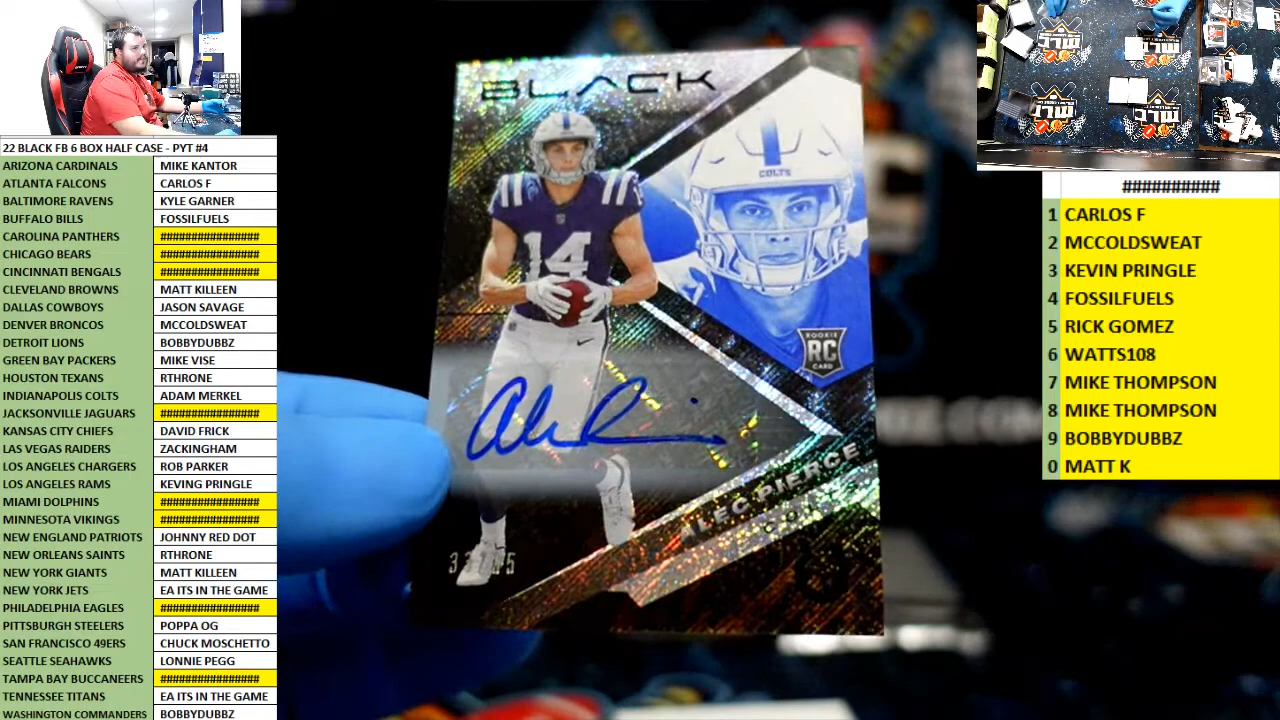 22 BLACK FB 6 BOX HALF CASE - PYT #4
ARIZONA CARDINALS MIKE KANTOR
ATLANTA FALCONS CARLOS F
BALTIMORE RAVENS KYLE GARNER
BUFFALO BILLS FOSSILFUELS
CAROLINA PANTHERS ################
CHICAGO BEARS ################
CINCINNATI BENGALS ################
CLEVELAND BROWNS MATT KILLEEN
DALLAS COWBOYS JASON SAVAGE
DENVER BRONCOS MCCOLDSWEAT
DETROIT LIONS BOBBYDUBBZ
GREEN BAY PACKERS MIKE VISE
HOUSTON TEXANS RTHRONE
INDIANAPOLIS COLTS ADAM MERKEL
JACKSONVILLE JAGUARS ################
KANSAS CITY CHIEFS DAVID FRICK
LAS VEGAS RAIDERS ZACKINGHAM
LOS ANGELES CHARGERS ROB PARKER
LOS ANGELES RAMS KEVING PRINGLE
MIAMI DOLPHINS ################
MINNESOTA VIKINGS ################
NEW ENGLAND PATRIOTS JOHNNY RED DOT
NEW ORLEANS SAINTS RTHRONE
NEW YORK GIANTS MATT KILLEEN
NEW YORK JETS EA ITS IN THE GAME
PHILADELPHIA EAGLES ################
PITTSBURGH STEELERS POPPA OG
SAN FRANCISCO 49ERS CHUCK MOSCHETTO
SEATTLE SEAHAWKS LONNIE PEGG
TAMPA BAY BUCCANEERS ################
TENNESSEE TITANS EA ITS IN THE GAME
WASHINGTON COMMANDERS BOBBYDUBBZ
BLACK
COLTS
14
ROOKIE
RC
CARD
ALEC PIERCE
##########
1 CARLOS F
2 MCCOLDSWEAT
3 KEVIN PRINGLE
4 FOSSILFUELS
5 RICK GOMEZ
6 WATTS108
7 MIKE THOMPSON
8 MIKE THOMPSON
9 BOBBYDUBBZ
0 MATT K